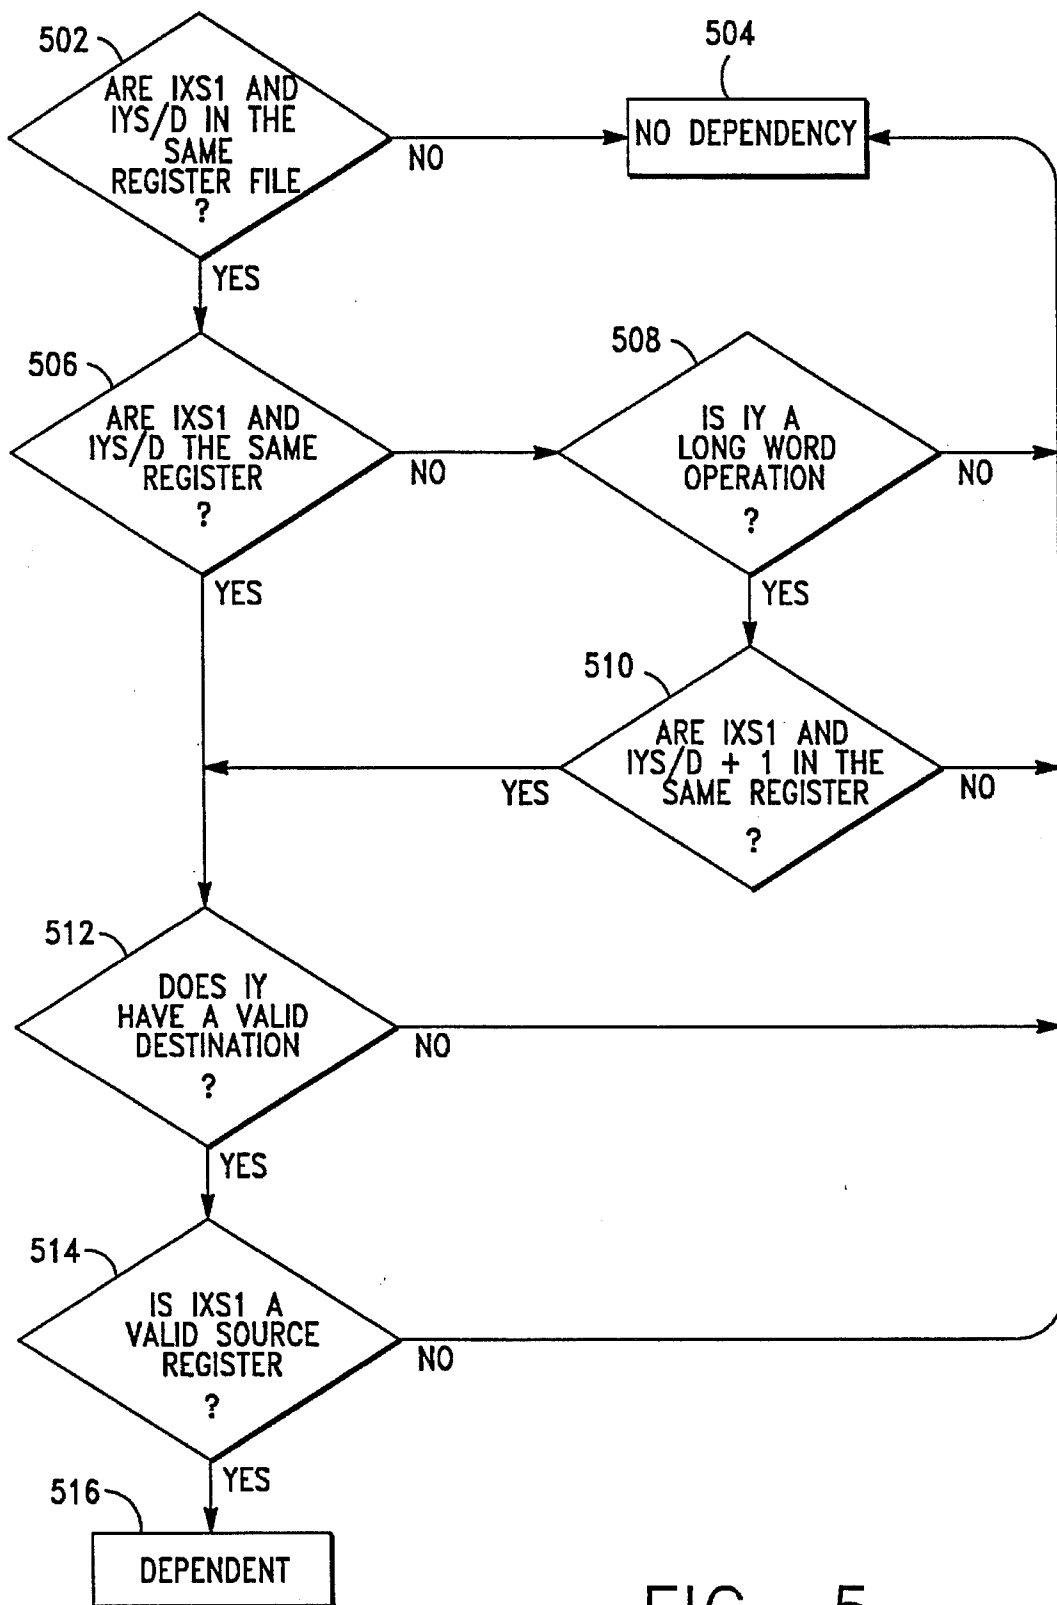 502
ARE IXS1 AND
IYS/D IN THE
SAME
REGISTER FILE
?
NO
YES
504
NO DEPENDENCY
506
ARE IXS1 AND
IYS/D THE SAME
REGISTER
?
NO
YES
508
IS IY A
LONG WORD
OPERATION
?
NO
YES
510
ARE IXS1 AND
IYS/D + 1 IN THE
SAME REGISTER
?
YES
NO
512
DOES IY
HAVE A VALID
DESTINATION
?
NO
YES
514
IS IXS1 A
VALID SOURCE
REGISTER
?
NO
YES
516
DEPENDENT
FIG. 5